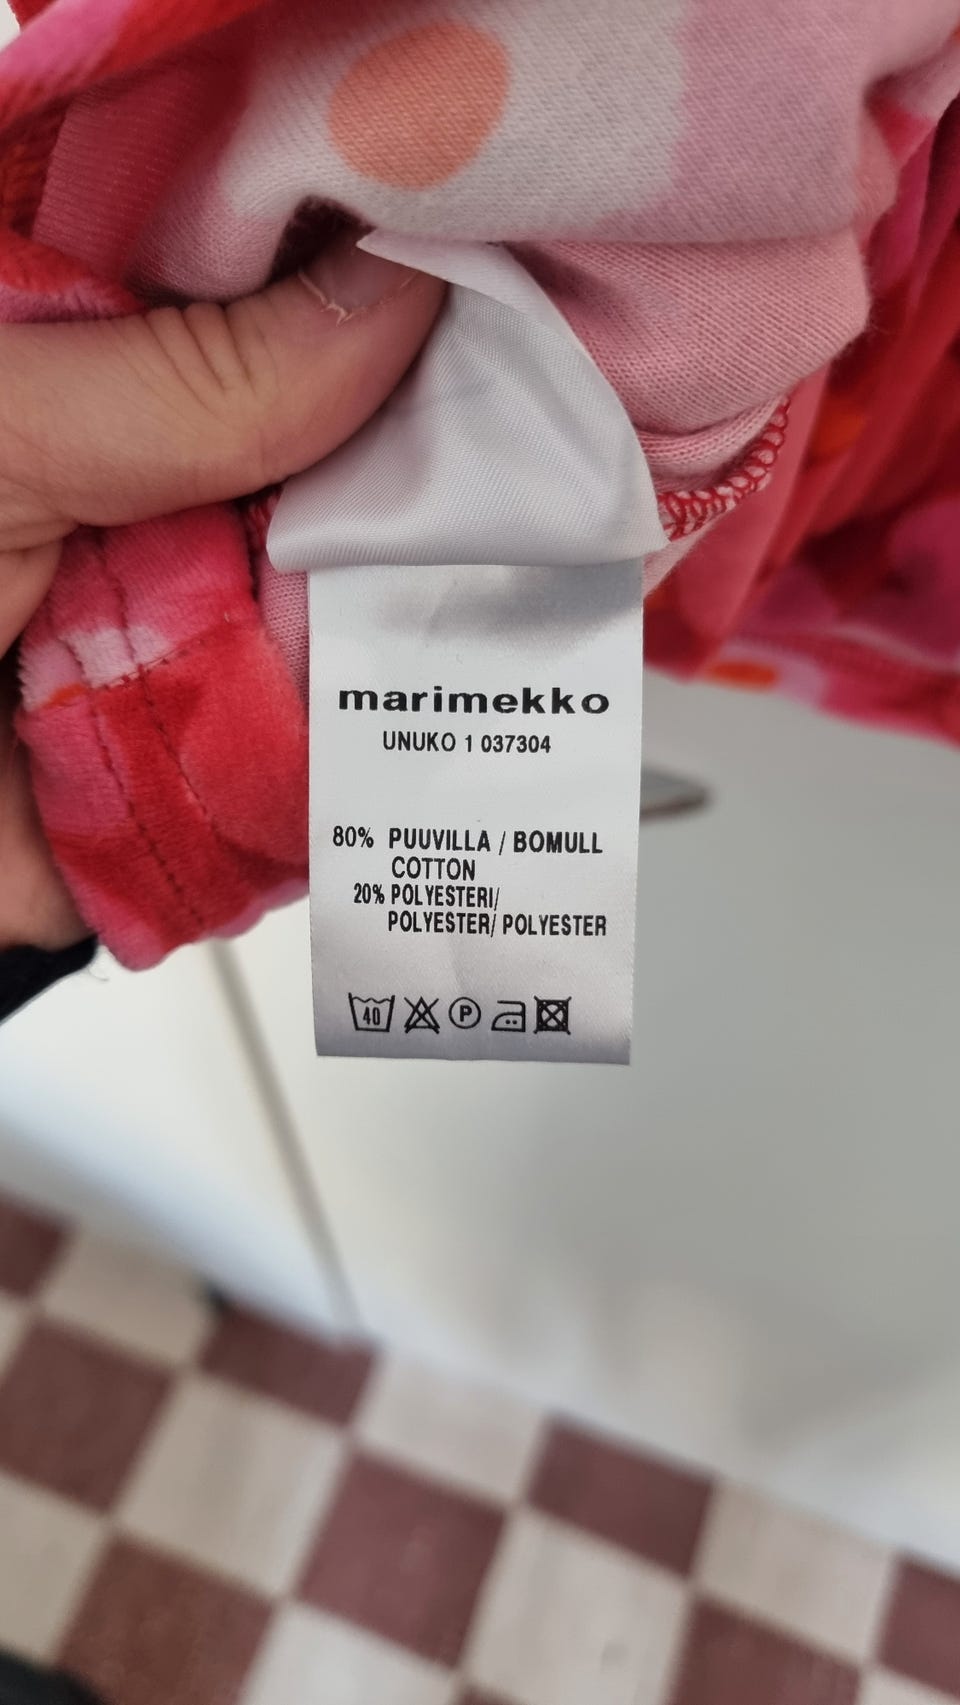 marimekko
UNUKO 1 037304
80% PUUVILLA / BOMULL
COTTON
20% POLYESTERI/
POLYESTER/ POLYESTER
40 P